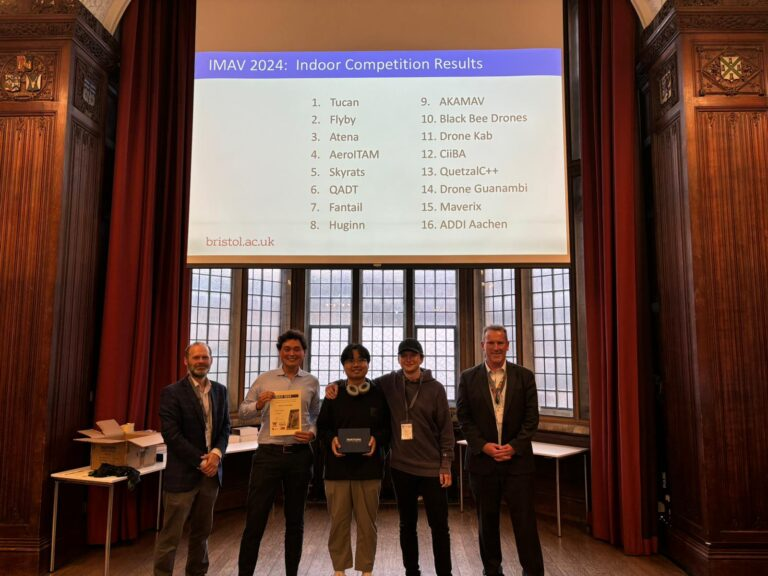 IMAV 2024: Indoor Competition Results
1. Tucan
2. Flyby
3. Atena
4. AeroITAM
5. Skyrats
6. QADT
7. Fantail
8. Huginn
9. AKAMAV
10. Black Bee Drones
11. Drone Kab
12. CiiBA
13. QuetzalC++
14. Drone Guanambi
15. Maverix
16. ADDI Aachen
bristol.ac.uk